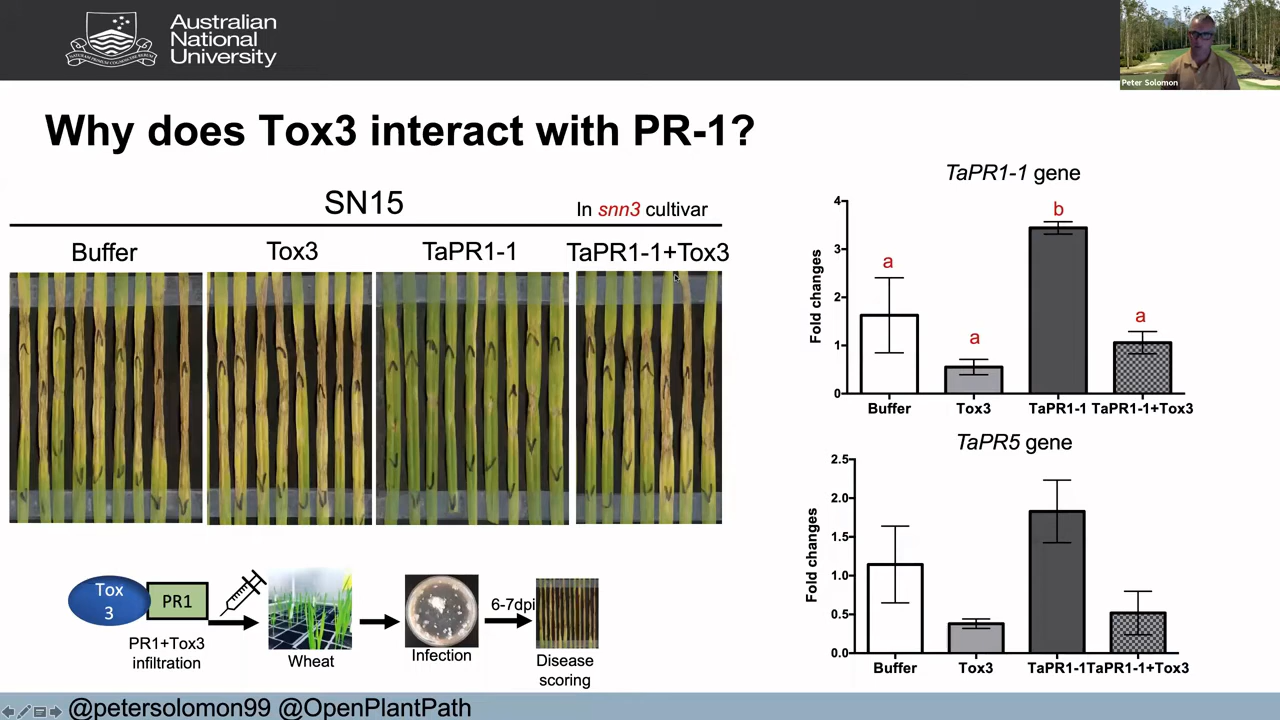 Australian
National
University
Peter Solomon
Why does Tox3 interact with PR-1?
SN15
In snn3 cultivar
Buffer
Tox3
TaPR1-1
TaPR1-1+Tox3
Tox
3
PR1
PR1+Tox3
infiltration
Wheat
Infection
6-7dpi
Disease
scoring
TaPR1-1 gene
Fold changes
4
3
2
1
0
a
a
b
a
Buffer
Tox3
TaPR1-1
TaPR1-1+Tox3
TaPR5 gene
Fold changes
2.5
2.0
1.5
1.0
0.5
0.0
Buffer
Tox3
TaPR1-1
TaPR1-1+Tox3
@petersolomon99 @OpenPlantPath